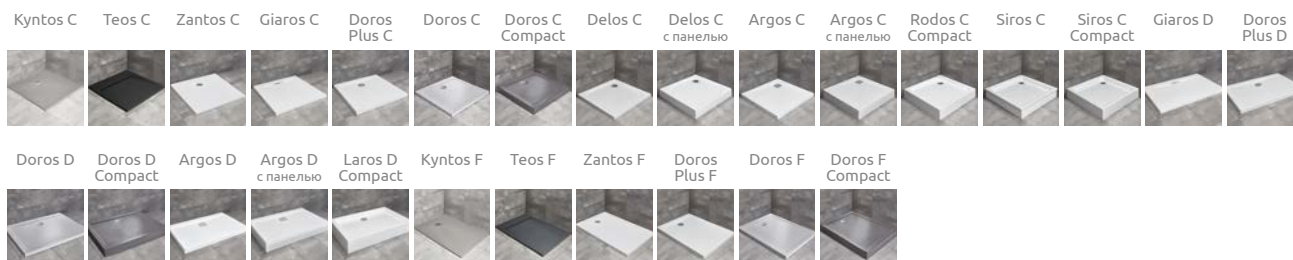 Kyntos C
Teos C
Zantos C
Giaros C
Doros
Plus C
Doros C
Doros C
Compact
Delos C
Delos C
с панелью
Argos C
Argos C
с панелью
Rodos C
Compact
Siros C
Siros C
Compact
Giaros D
Doros
Plus D
Doros D
Doros D
Compact
Argos D
Argos D
с панелью
Laros D
Compact
Kyntos F
Teos F
Zantos F
Doros
Plus F
Doros F
Doros F
Compact